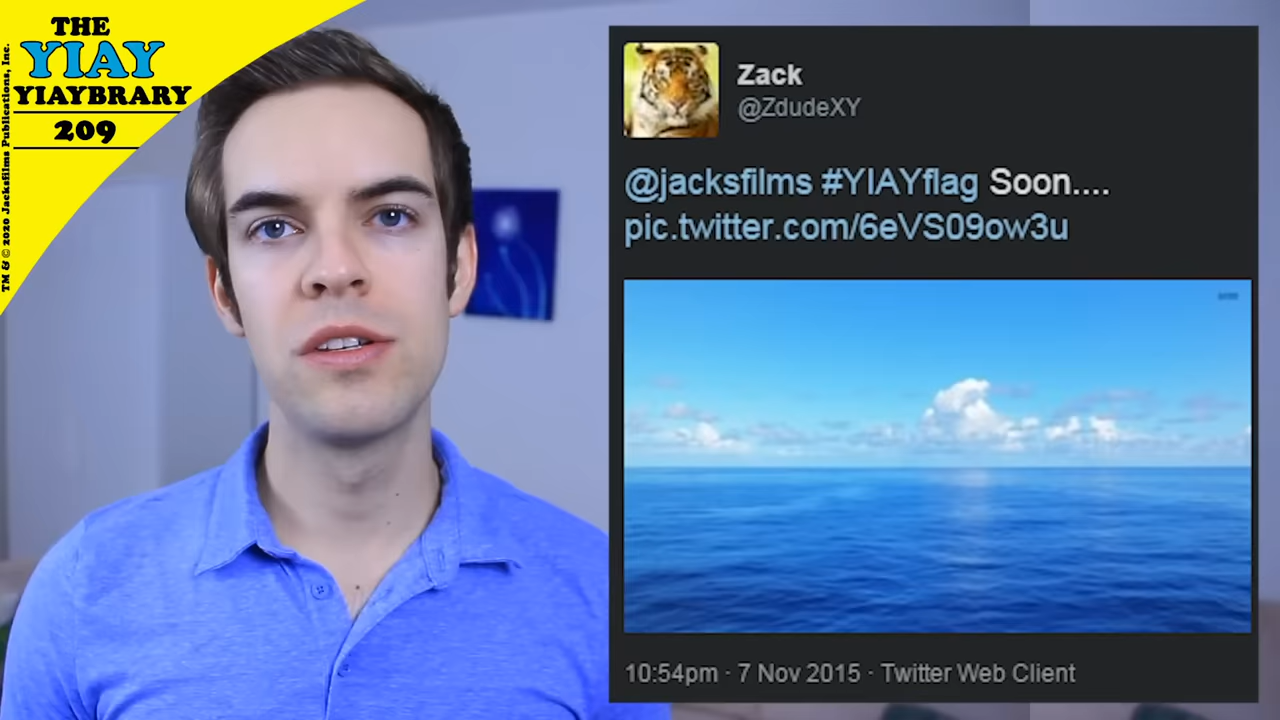 THE
YIAY
YIAYBRARY
209
TM & © 2020 Jacksfilms Publications, Inc.
Zack
@ZdudeXY
@jacksfilms #YIAYflag Soon....
pic.twitter.com/6eVS09ow3u
10:54pm · 7 Nov 2015 · Twitter Web Client